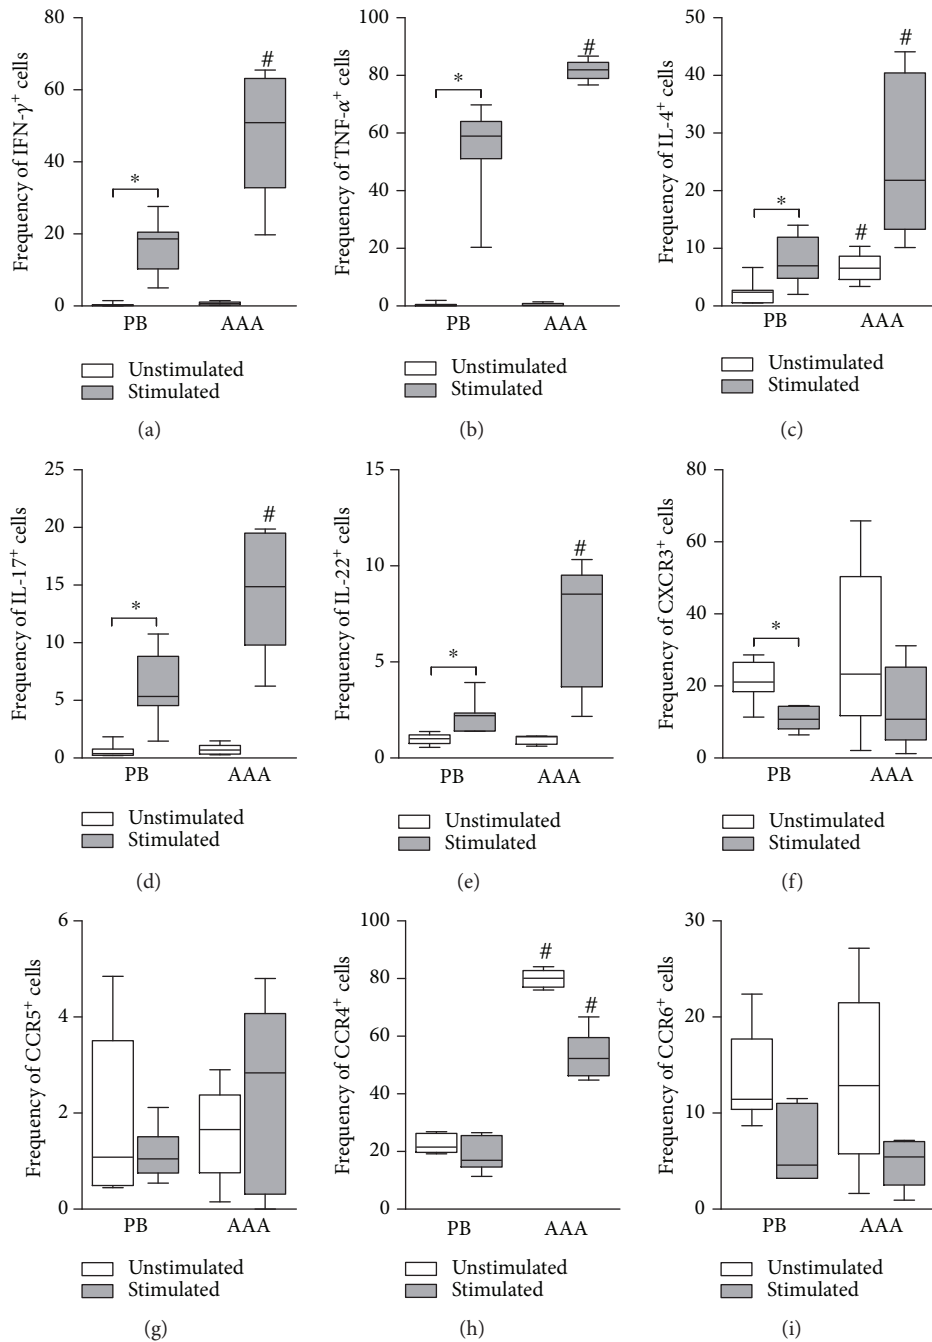 Frequency of IFN-γ⁺ cells
80
60
40
20
0
*
#
PB AAA
Unstimulated
Stimulated
(a)
Frequency of TNF-α⁺ cells
100
80
60
40
20
0
*
#
PB AAA
Unstimulated
Stimulated
(b)
Frequency of IL-4⁺ cells
50
40
30
20
10
0
*
#
#
PB AAA
Unstimulated
Stimulated
(c)
Frequency of IL-17⁺ cells
25
20
15
10
5
0
*
#
PB AAA
Unstimulated
Stimulated
(d)
Frequency of IL-22⁺ cells
15
10
5
0
*
#
PB AAA
Unstimulated
Stimulated
(e)
Frequency of CXCR3⁺ cells
80
60
40
20
0
*
PB AAA
Unstimulated
Stimulated
(f)
Frequency of CCR5⁺ cells
6
4
2
0
PB AAA
Unstimulated
Stimulated
(g)
Frequency of CCR4⁺ cells
100
80
60
40
20
0
#
#
PB AAA
Unstimulated
Stimulated
(h)
Frequency of CCR6⁺ cells
30
20
10
0
PB AAA
Unstimulated
Stimulated
(i)